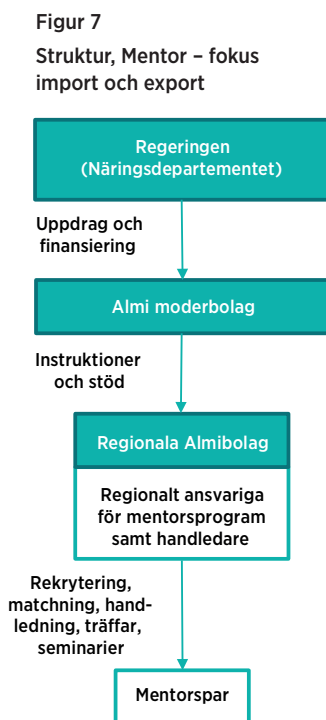 Figur 7
Struktur, Mentor – fokus
import och export
Regeringen
(Näringsdepartementet)
Uppdrag och
finansiering
Almi moderbolag
Instruktioner
och stöd
Regionala Almibolag
Regionalt ansvariga
för mentorsprogram
samt handledare
Rekrytering,
matchning, hand-
ledning, träffar,
seminarier
Mentorspar